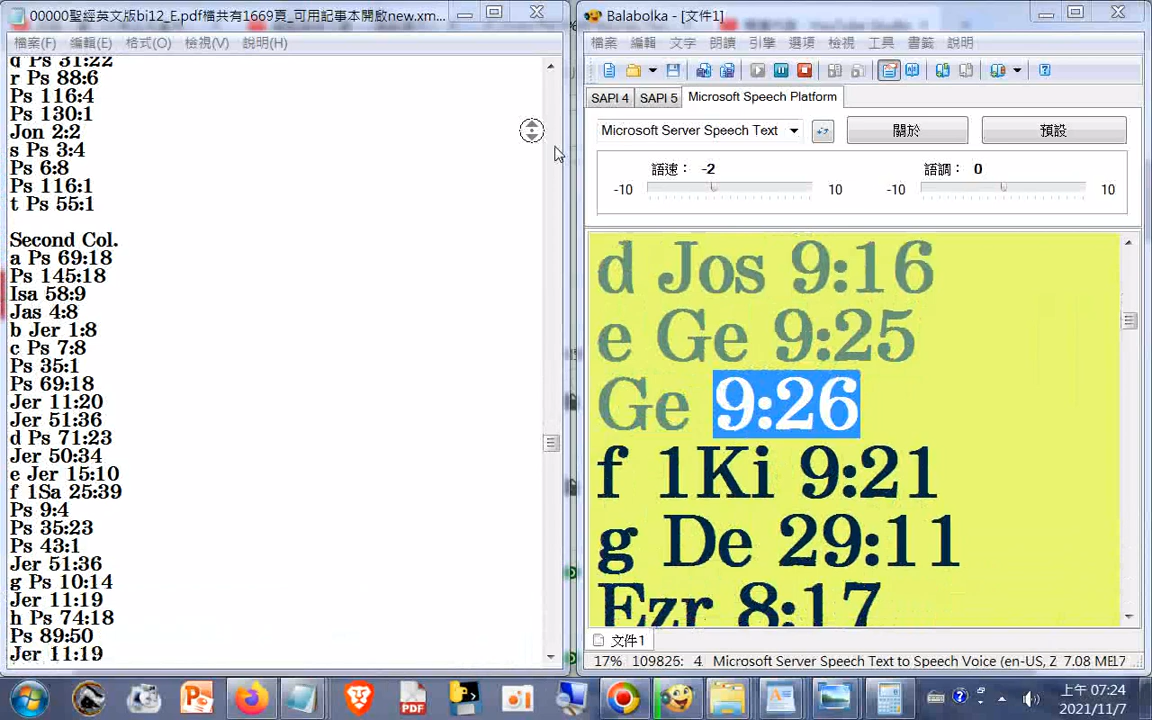 00000聖經英文版bi12_E.pdf檔共有1669頁_可用記事本開啟new.xm...
檔案(F) 編輯(E) 格式(O) 檢視(V) 說明(H)
q Ps 31:22
r Ps 88:6
Ps 116:4
Ps 130:1
Jon 2:2
s Ps 3:4
Ps 6:8
Ps 116:1
t Ps 55:1
Second Col.
a Ps 69:18
Ps 145:18
Isa 58:9
Jas 4:8
b Jer 1:8
c Ps 7:8
Ps 35:1
Ps 69:18
Jer 11:20
Jer 51:36
d Ps 71:23
Jer 50:34
e Jer 15:10
f 1Sa 25:39
Ps 9:4
Ps 35:23
Ps 43:1
Jer 51:36
g Ps 10:14
Jer 11:19
h Ps 74:18
Ps 89:50
Jer 11:19
Balabolka - [文件1]
檔案 編輯 文字 朗讀 引擎 選項 檢視 工具 書籤 說明
SAPI 4 SAPI 5 Microsoft Speech Platform
Microsoft Server Speech Text 關於 預設
語速： -2 語調： 0
-10 10 -10 10
d Jos 9:16
e Ge 9:25
Ge 9:26
f 1Ki 9:21
g De 29:11
Ezr 8:17
文件1
17% 109825: 4 Microsoft Server Speech Text to Speech Voice (en-US, Z 7.08 ME
上午 07:24
2021/11/7